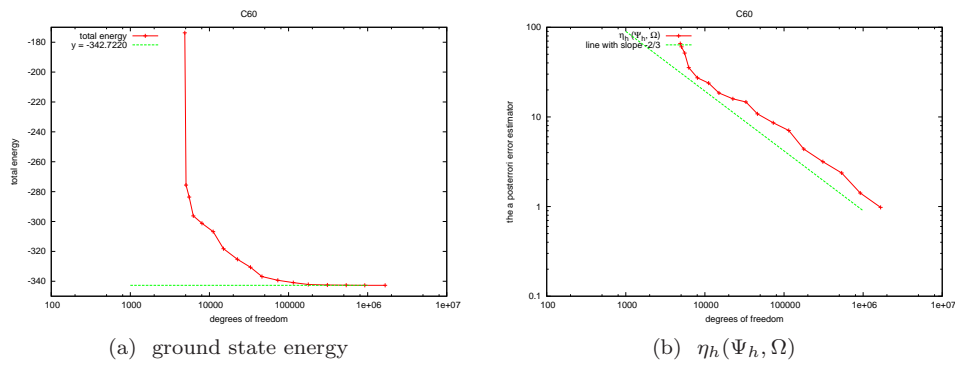 C60
total energy
y = -342.7220
-180
-200
-220
-240
-260
-280
-300
-320
-340
total energy
100
1000
10000
100000
1e+06
1e+07
degrees of freedom
(a) ground state energy
C60
η_h(Ψ_h, Ω)
line with slope -2/3
100
10
1
0.1
the a posterrori error estimator
100
1000
10000
100000
1e+06
1e+07
degrees of freedom
(b) η_h(Ψ_h, Ω)